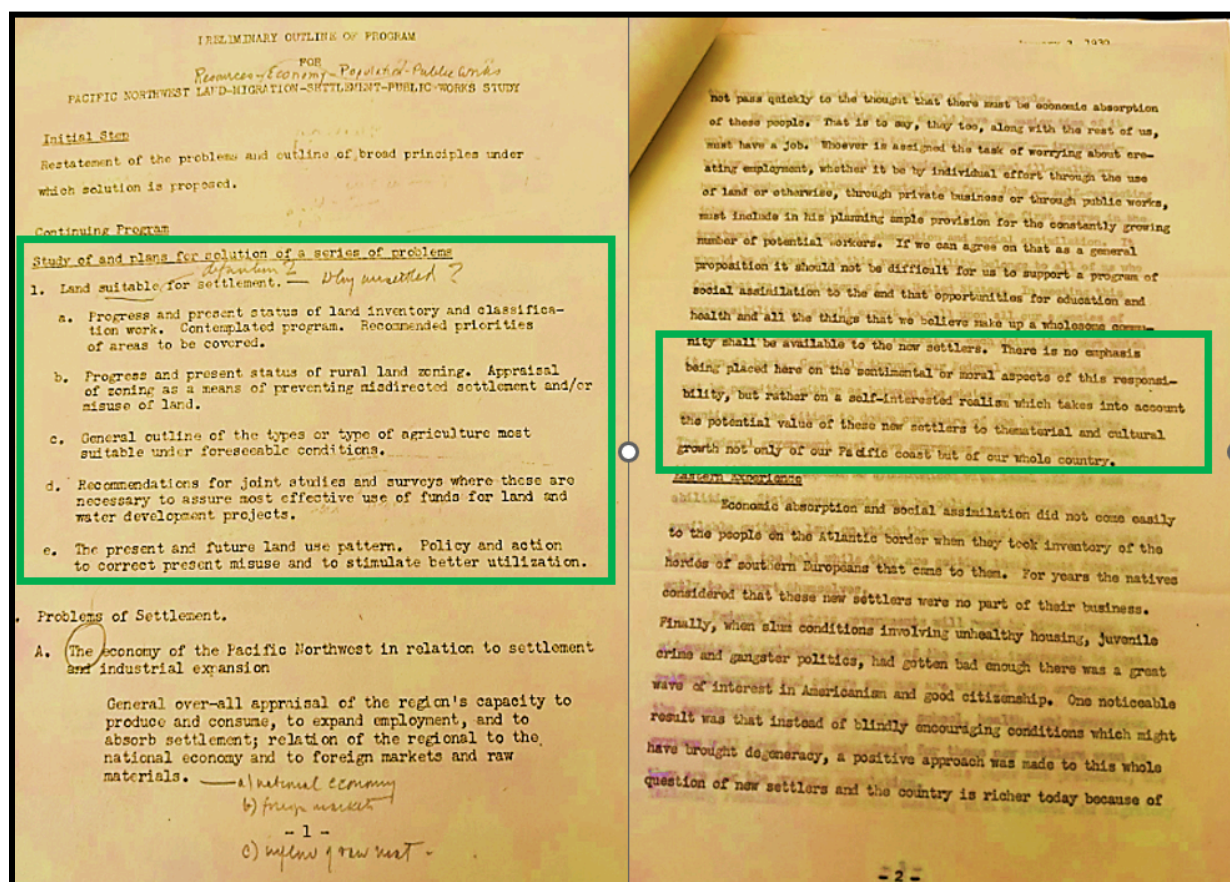 PRELIMINARY OUTLINE OF PROGRAM
FOR
Resources-Economy-Population-Public Works
PACIFIC NORTHWEST LAND-MIGRATION-SETTLEMENT-PUBLIC WORKS STUDY
Initial Step
Restatement of the problems and outline of broad principles under
which solution is proposed.
Continuing Program
Study of and plans for solution of a series of problems
definition?
1. Land suitable for settlement. — Why unsettled?
a. Progress and present status of land inventory and classifica-
tion work. Contemplated program. Recommended priorities
of areas to be covered.
b. Progress and present status of rural land zoning. Appraisal
of zoning as a means of preventing misdirected settlement and/or
misuse of land.
c. General outline of the types or type of agriculture most
suitable under foreseeable conditions.
d. Recommendations for joint studies and surveys where these are
necessary to assure most effective use of funds for land and
water development projects.
e. The present and future land use pattern. Policy and action
to correct present misuse and to stimulate better utilization.
. Problems of Settlement.
A. The economy of the Pacific Northwest in relation to settlement
and industrial expansion
General over-all appraisal of the region's capacity to
produce and consume, to expand employment, and to
absorb settlement; relation of the regional to the
national economy and to foreign markets and raw
materials. — a) national economy
b) foreign market
- 1 -
c) raw mat.
1939
not pass quickly to the thought that there must be economic absorption
of these people. That is to say, they too, along with the rest of us,
must have a job. Whoever is assigned the task of worrying about cre-
ating employment, whether it be by individual effort through the use
of land or otherwise, through private business or through public works,
must include in his planning ample provision for the constantly growing
number of potential workers. If we can agree on that as a general
proposition it should not be difficult for us to support a program of
social assimilation to the end that opportunities for education and
health and all the things that we believe make up a wholesome commu-
nity shall be available to the new settlers. There is no emphasis
being placed here on the sentimental or moral aspects of this responsi-
bility, but rather on a self-interested realism which takes into account
the potential value of these new settlers to thematerial and cultural
growth not only of our Pacific coast but of our whole country.
Eastern Experience
Economic absorption and social assimilation did not come easily
to the people on the Atlantic border when they took inventory of the
hordes of southern Europeans that came to them. For years the natives
considered that these new settlers were no part of their business.
Finally, when slum conditions involving unhealthy housing, juvenile
crime and gangster politics, had gotten bad enough there was a great
wave of interest in Americanism and good citizenship. One noticeable
result was that instead of blindly encouraging conditions which might
have brought degeneracy, a positive approach was made to this whole
question of new settlers and the country is richer today because of
- 2 -